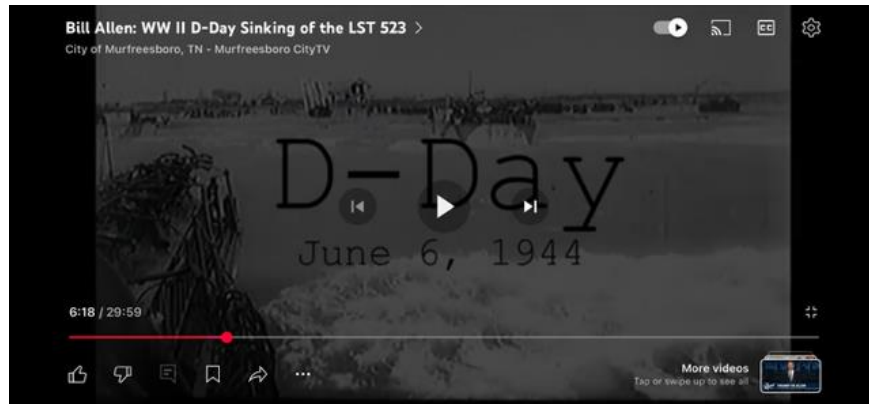 Bill Allen: WW II D-Day Sinking of the LST 523 >
City of Murfreesboro, TN - Murfreesboro CityTV
CC
D-Day
June 6, 1944
6:18 / 29:59
More videos
Tap or swipe up to see all